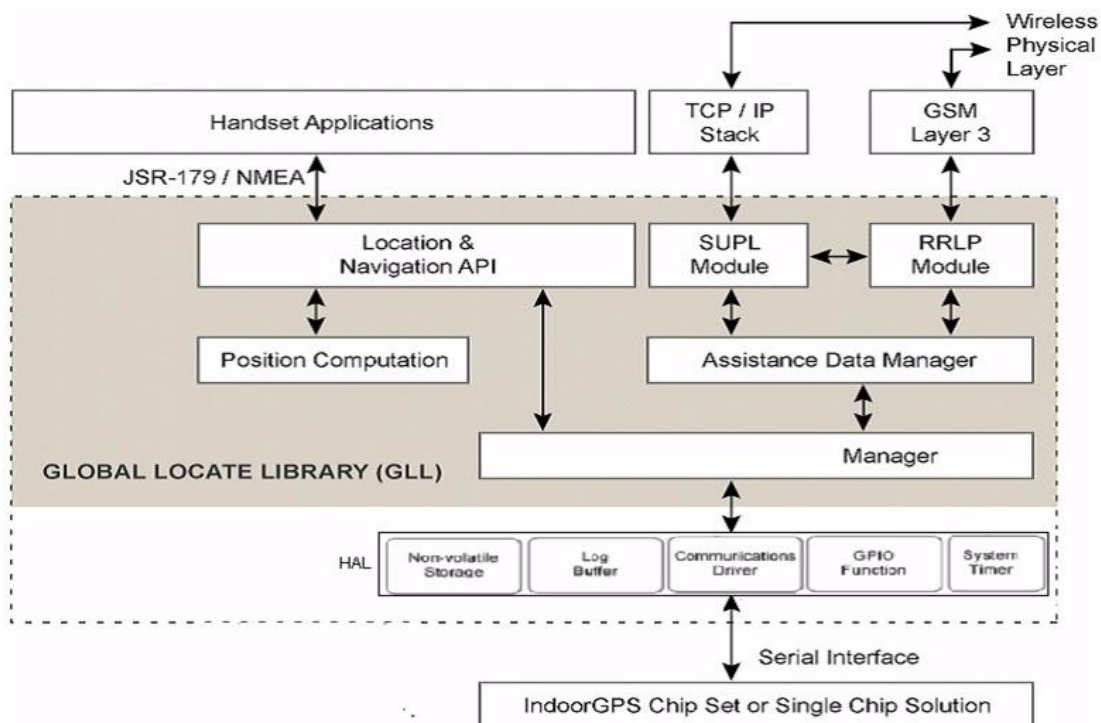 Wireless
Physical
Layer
Handset Applications
TCP / IP
Stack
GSM
Layer 3
JSR-179 / NMEA
Location &
Navigation API
SUPL
Module
RRLP
Module
Position Computation
Assistance Data Manager
Manager
GLOBAL LOCATE LIBRARY (GLL)
HAL
Non-volatile
Storage
Log
Buffer
Communications
Driver
GPIO
Function
System
Timer
Serial Interface
IndoorGPS Chip Set or Single Chip Solution